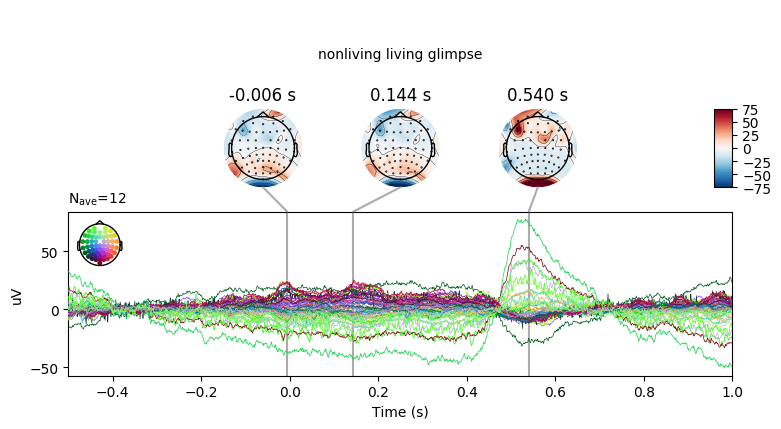 nonliving living glimpse
-0.006 s 0.144 s 0.540 s
75
50
25
0
−25
−50
−75
Nave=12
50
0
−50
uV
−0.4 −0.2 0.0 0.2 0.4 0.6 0.8 1.0
Time (s)